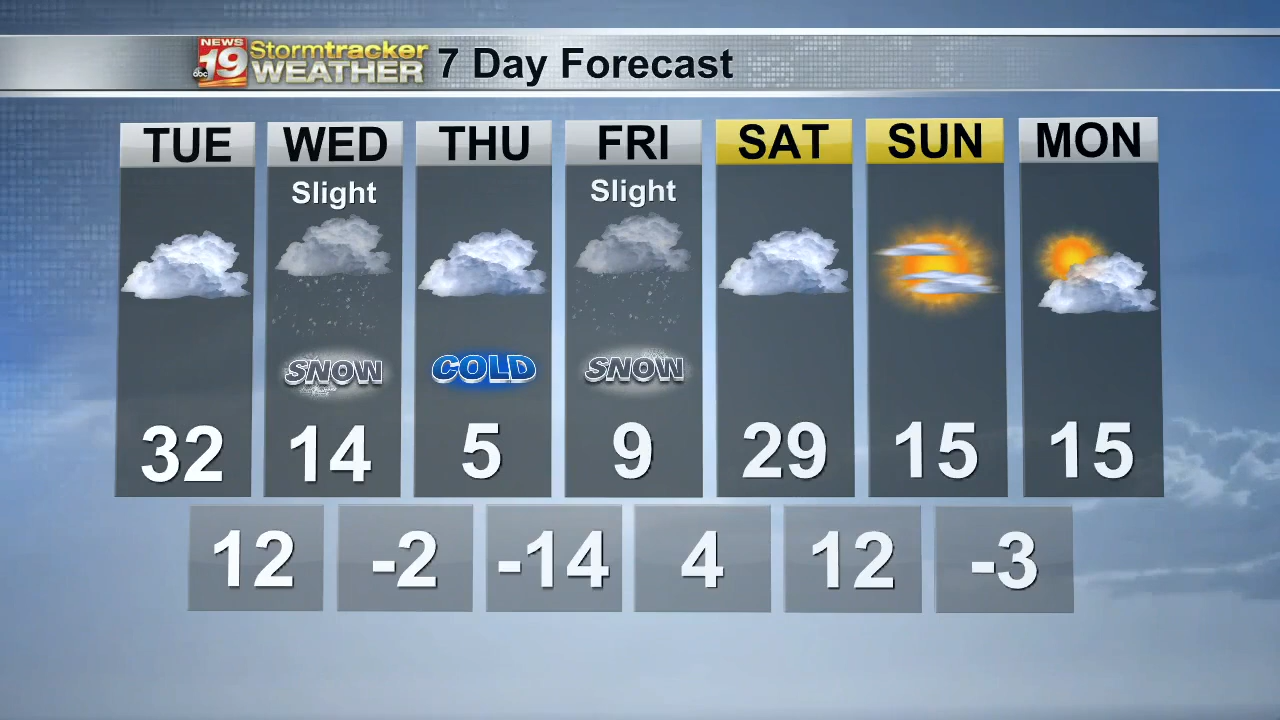 NEWS
abc 19
Stormtracker
WEATHER
7 Day Forecast
TUE WED THU FRI SAT SUN MON
Slight Slight
SNOW COLD SNOW
32 14 5 9 29 15 15
12 -2 -14 4 12 -3